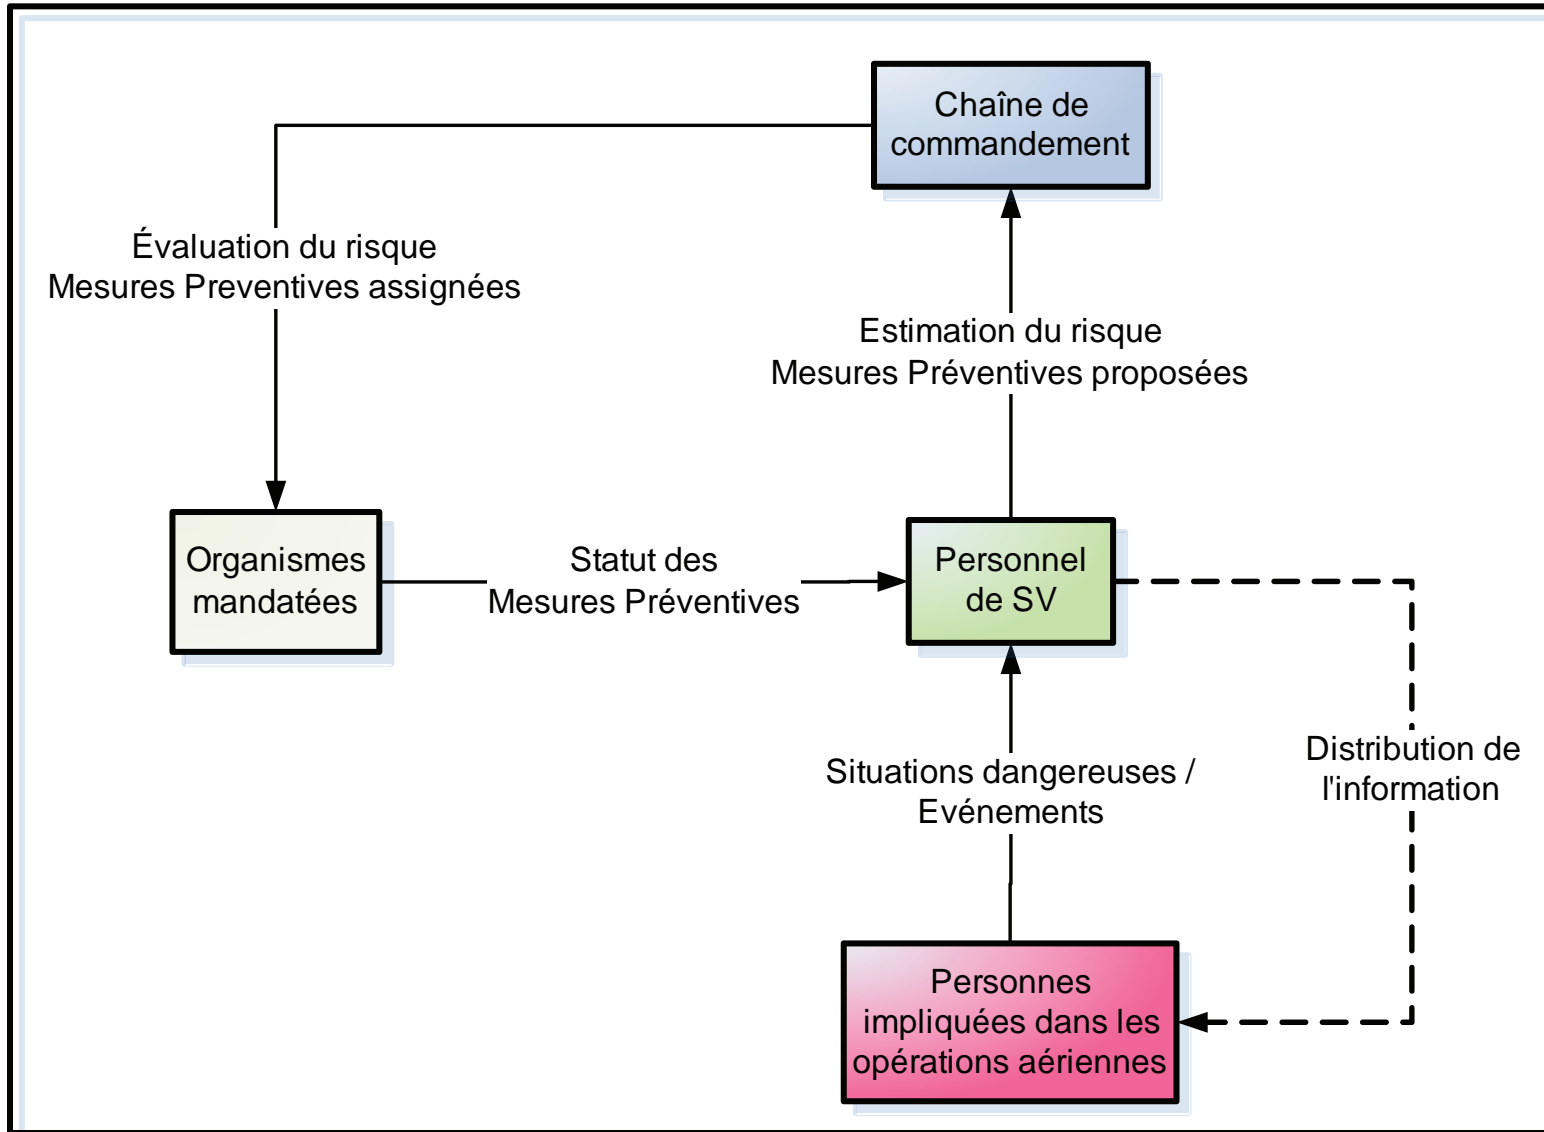 Chaîne de
commandement
Évaluation du risque
Mesures Preventives assignées
Estimation du risque
Mesures Préventives proposées
Organismes
mandatées
Statut des
Mesures Préventives
Personnel
de SV
Situations dangereuses /
Evénements
Distribution de
l'information
Personnes
impliquées dans les
opérations aériennes